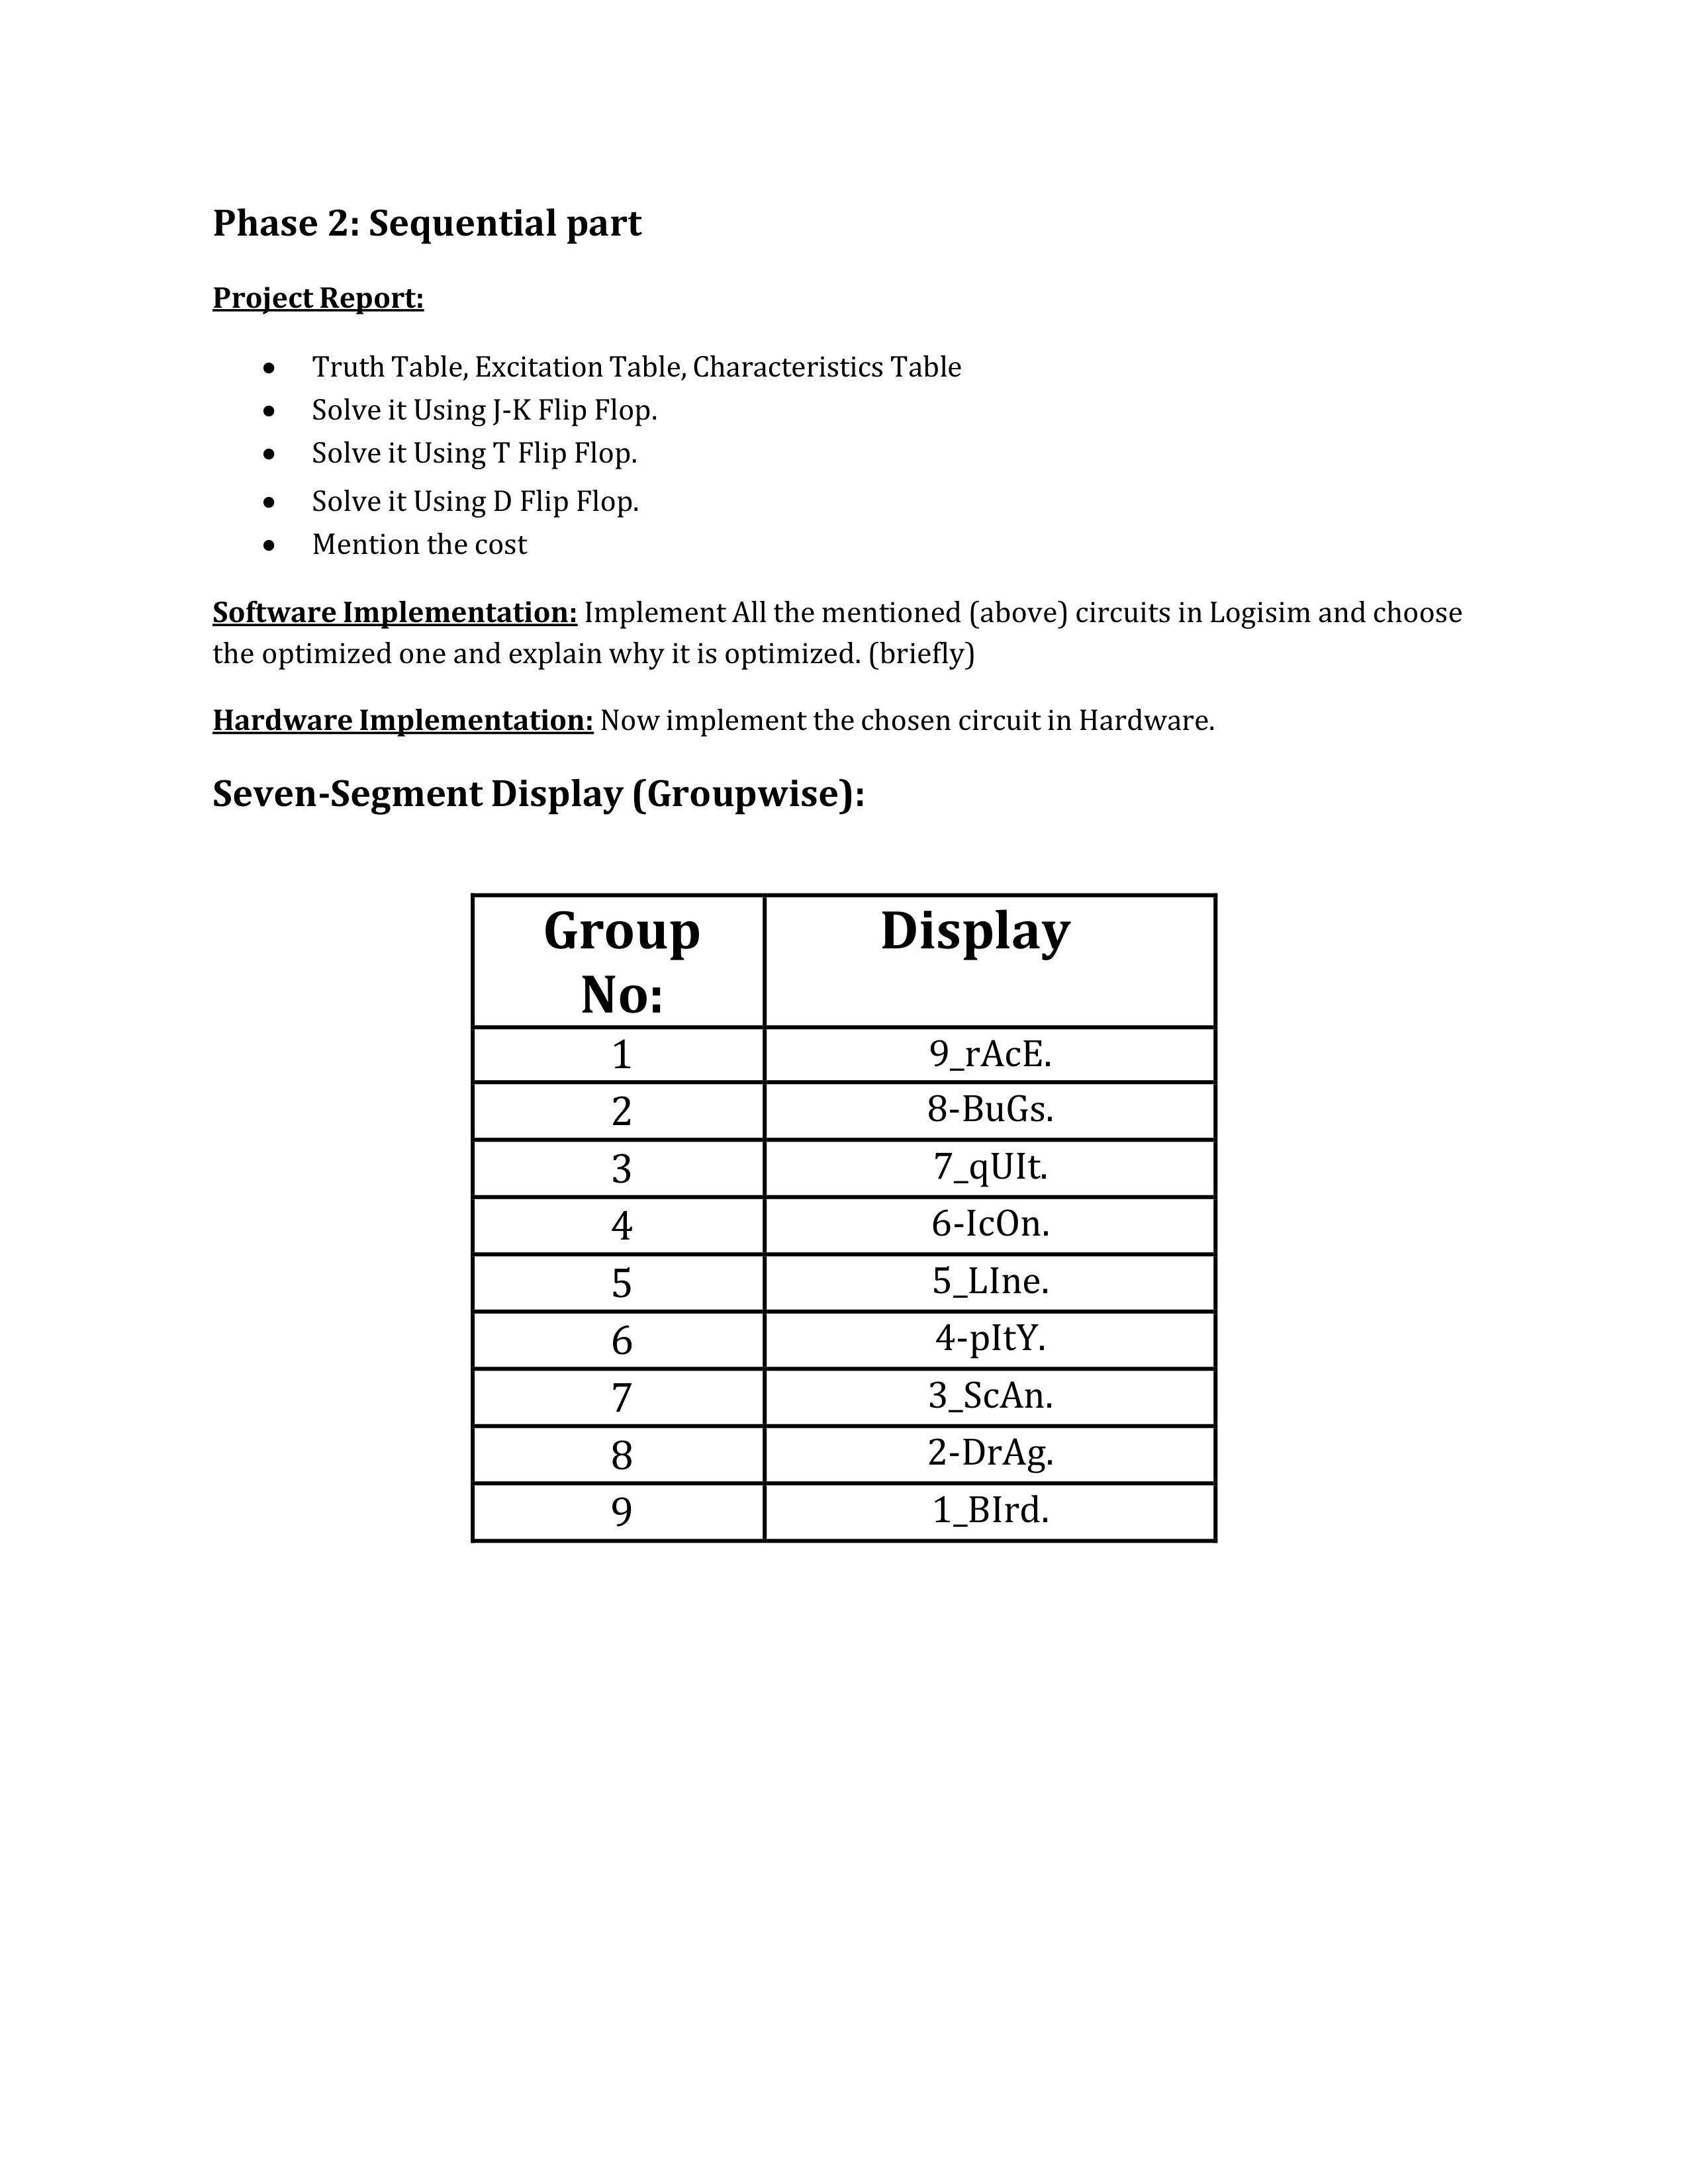 Phase 2: Sequential part
Project Report:
• Truth Table, Excitation Table, Characteristics Table
• Solve it Using J-K Flip Flop.
• Solve it Using T Flip Flop.
• Solve it Using D Flip Flop.
• Mention the cost
Software Implementation: Implement All the mentioned (above) circuits in Logisim and choose
the optimized one and explain why it is optimized. (briefly)
Hardware Implementation: Now implement the chosen circuit in Hardware.
Seven-Segment Display (Groupwise):
Group Display
No:
1 9_rAcE.
2 8-BuGs.
3 7_qUIt.
4 6-IcOn.
5 5_LIne.
6 4-pItY.
7 3_ScAn.
8 2-DrAg.
9 1_BIrd.